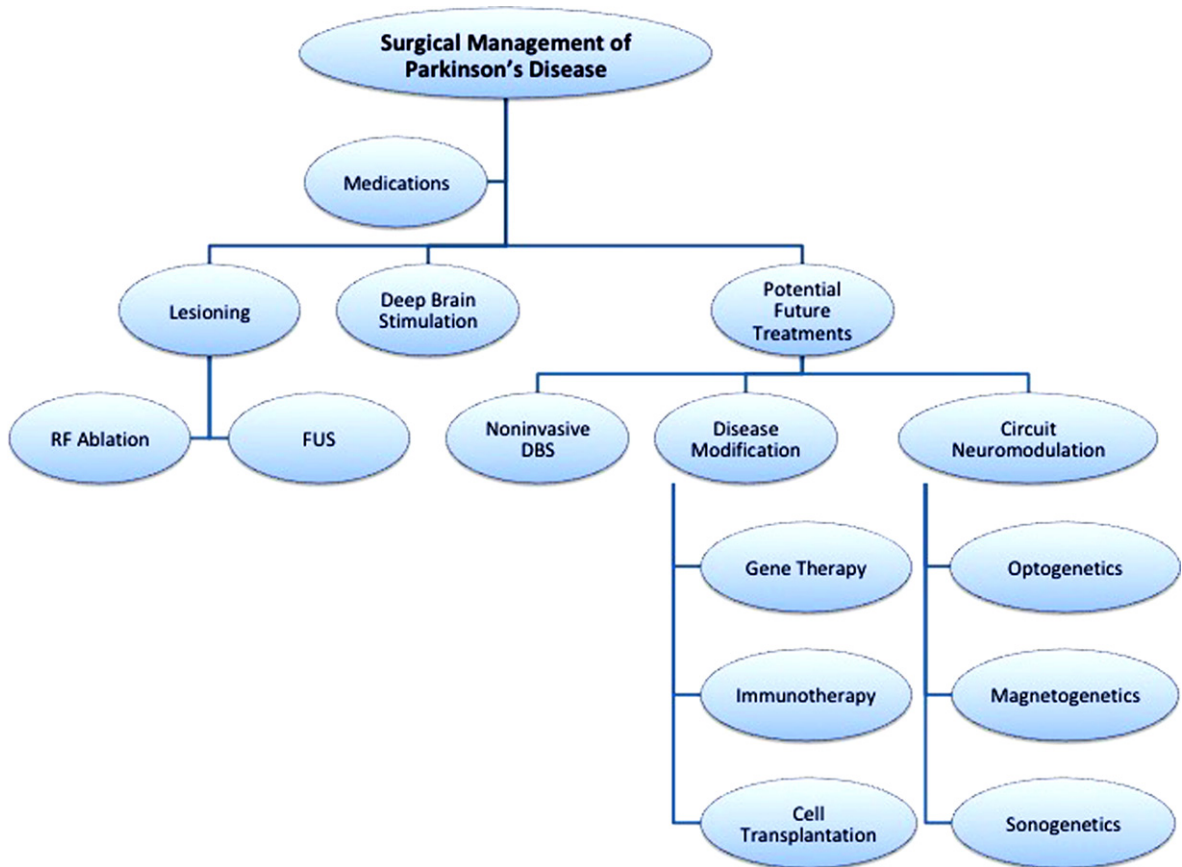 Surgical Management of
Parkinson’s Disease
Medications
Lesioning
Deep Brain
Stimulation
Potential
Future
Treatments
RF Ablation
FUS
Noninvasive
DBS
Disease
Modification
Circuit
Neuromodulation
Gene Therapy
Optogenetics
Immunotherapy
Magnetogenetics
Cell
Transplantation
Sonogenetics